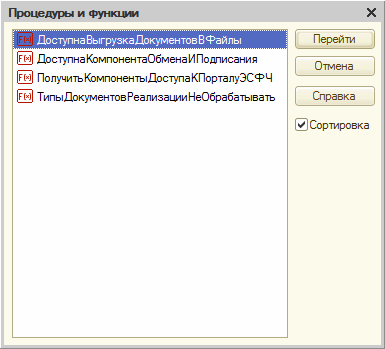 Процедуры и Функции
ДоступнаВыгрузкаДокументовВФайлы
ДоступнаКомпонентаОбменаИПодписания
ПолучитьКомпонентыДоступаКПорталуЭСФЧ
ТипыДокументовРеализацииНеОбрабатывать
Перейти
Отмена
Справка
Сортировка